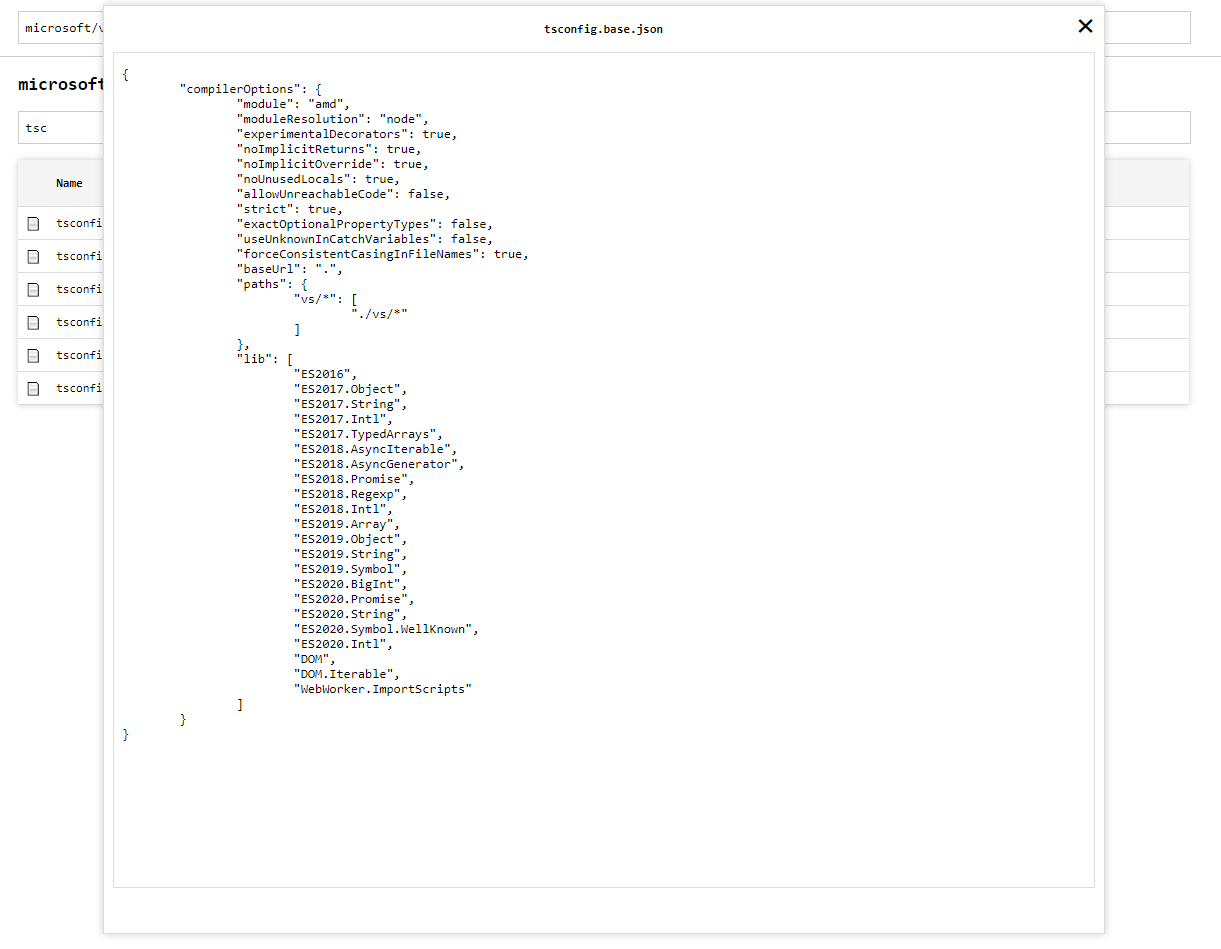 microsoft/v
tsconfig.base.json
microsoft
tsc
Name
tsconfi
tsconfi
tsconfi
tsconfi
tsconfi
tsconfi
{
"compilerOptions": {
"module": "amd",
"moduleResolution": "node",
"experimentalDecorators": true,
"noImplicitReturns": true,
"noImplicitOverride": true,
"noUnusedLocals": true,
"allowUnreachableCode": false,
"strict": true,
"exactOptionalPropertyTypes": false,
"useUnknownInCatchVariables": false,
"forceConsistentCasingInFileNames": true,
"baseUrl": ".",
"paths": {
"vs/*": [
"./vs/*"
]
},
"lib": [
"ES2016",
"ES2017.Object",
"ES2017.String",
"ES2017.Intl",
"ES2017.TypedArrays",
"ES2018.AsyncIterable",
"ES2018.AsyncGenerator",
"ES2018.Promise",
"ES2018.Regexp",
"ES2018.Intl",
"ES2019.Array",
"ES2019.Object",
"ES2019.String",
"ES2019.Symbol",
"ES2020.BigInt",
"ES2020.Promise",
"ES2020.String",
"ES2020.Symbol.WellKnown",
"ES2020.Intl",
"DOM",
"DOM.Iterable",
"WebWorker.ImportScripts"
]
}
}